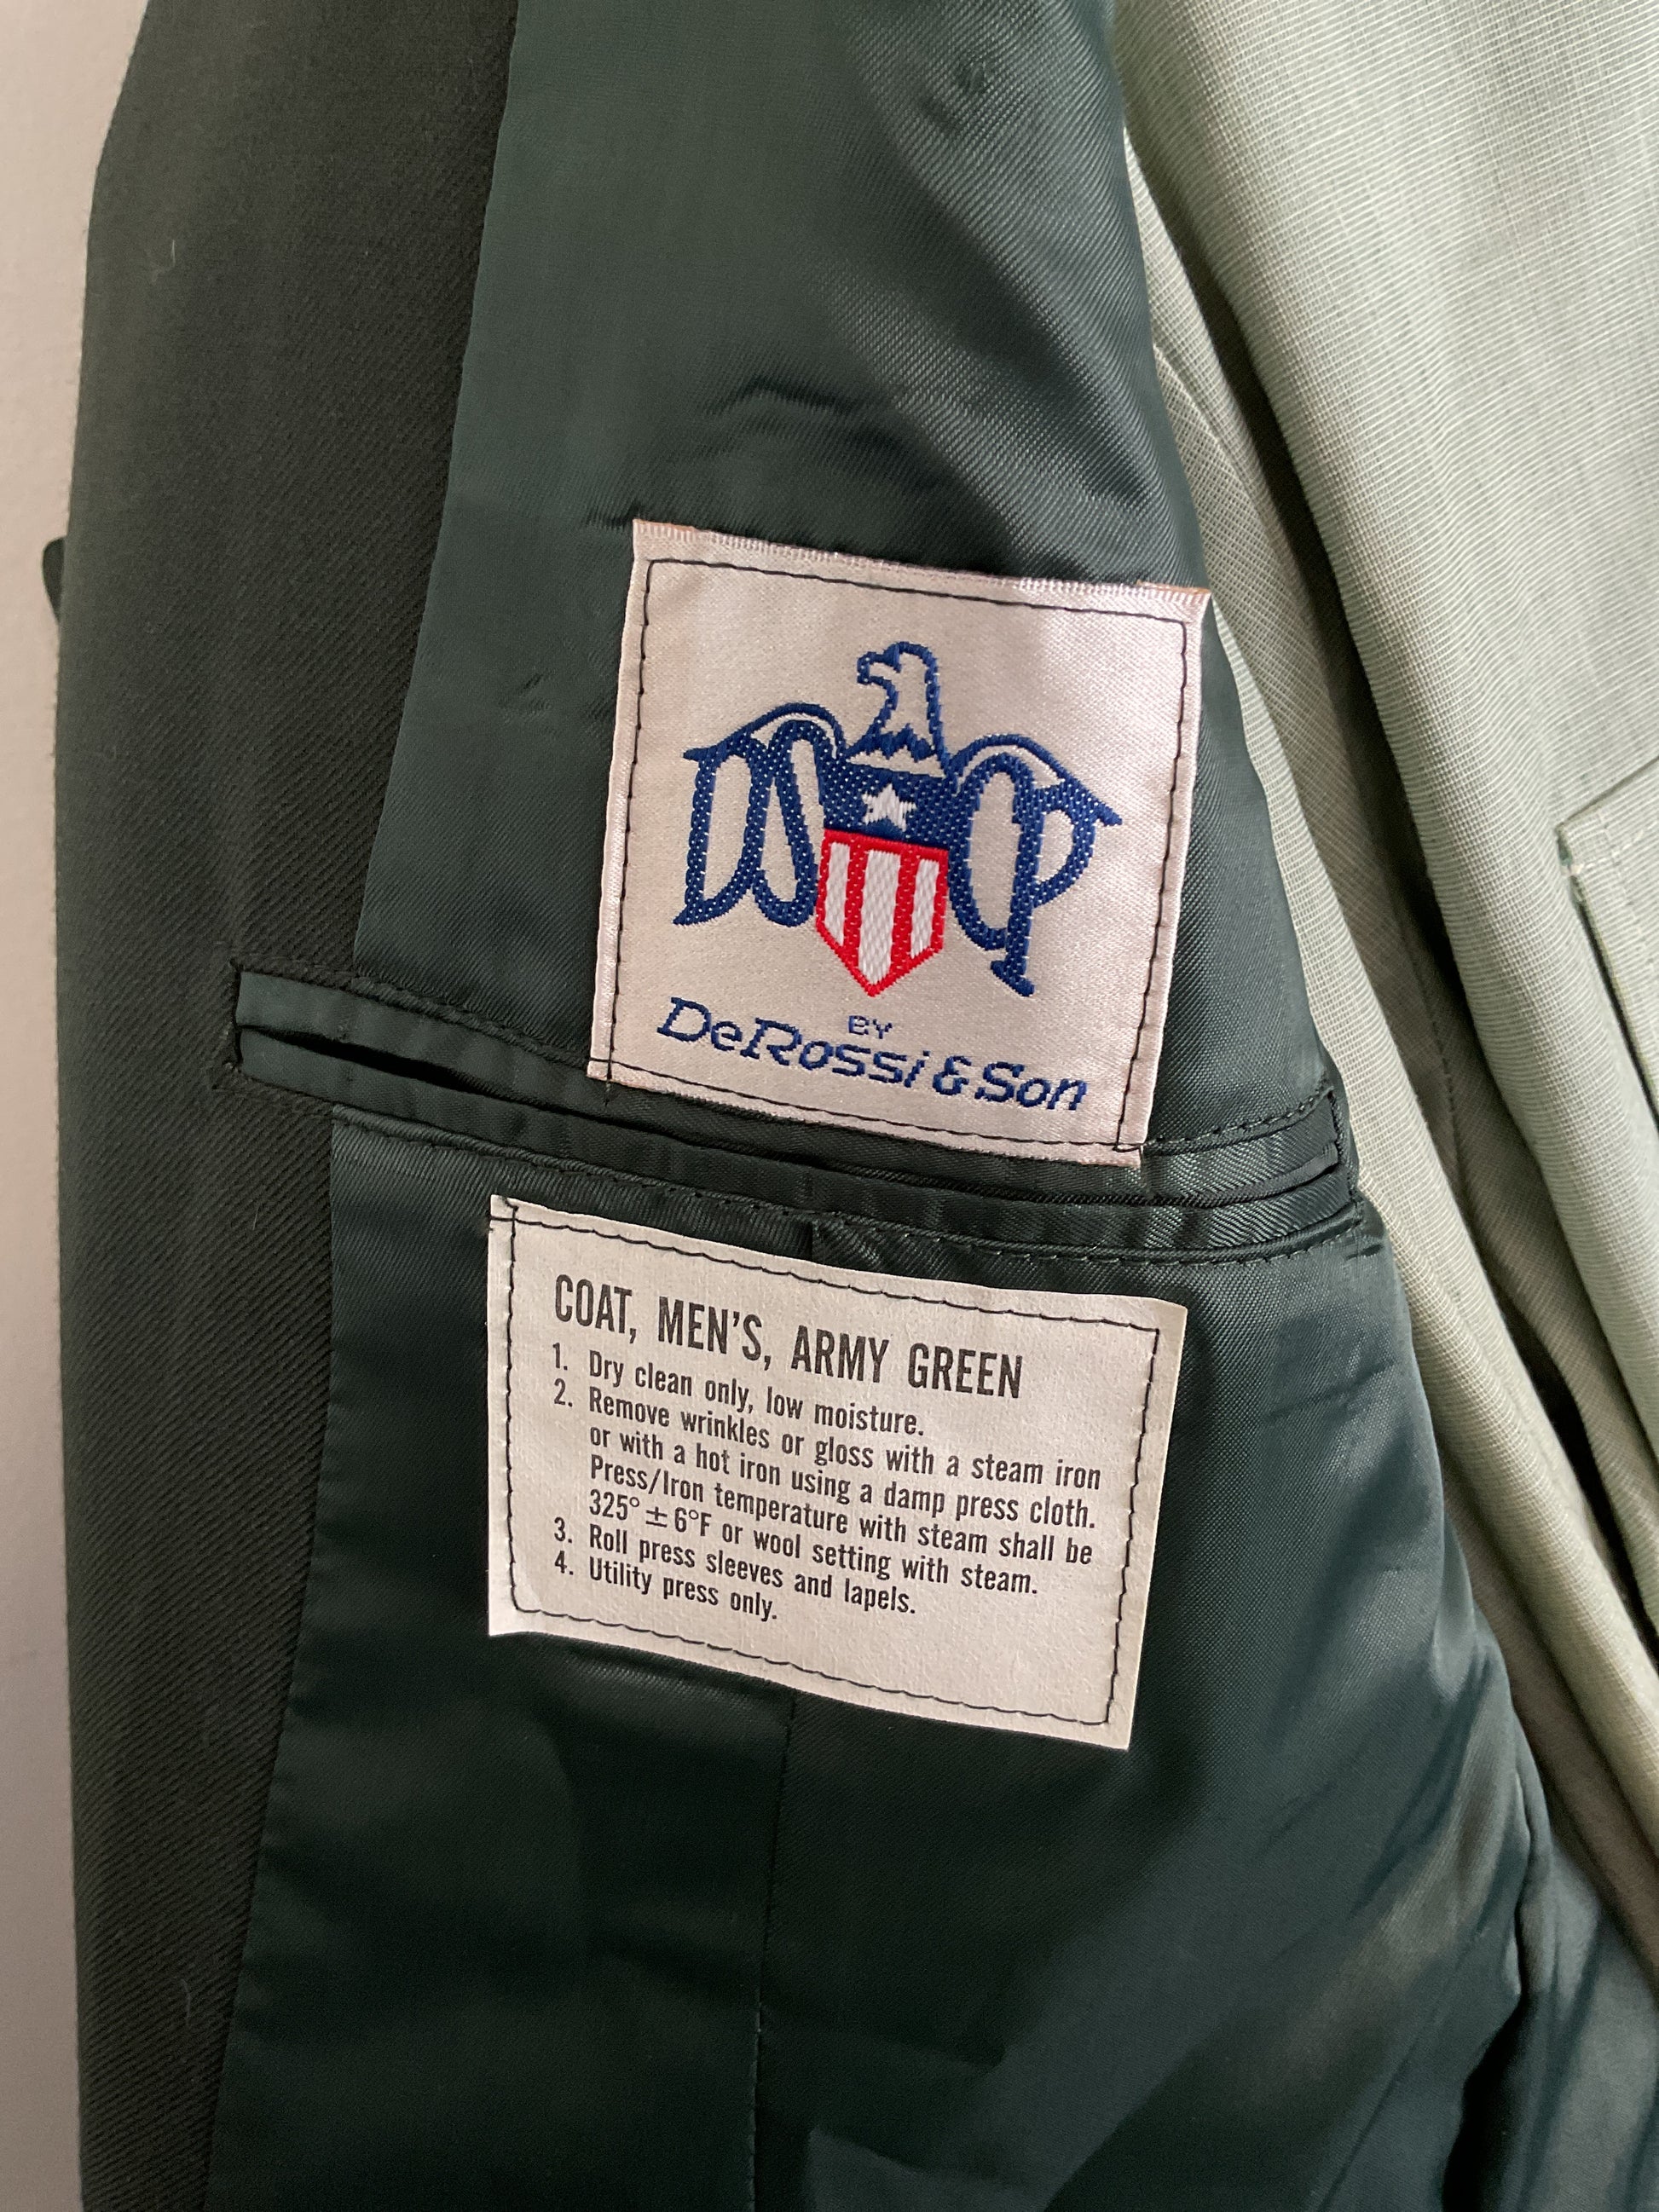 DSCP
BY
DeRossi & Son
COAT, MEN'S, ARMY GREEN
1. Dry clean only, low moisture.
2. Remove wrinkles or gloss with a steam iron
or with a hot iron using a damp press cloth.
Press/Iron temperature with steam shall be
325° ± 6°F or wool setting with steam.
3. Roll press sleeves and lapels.
4. Utility press only.